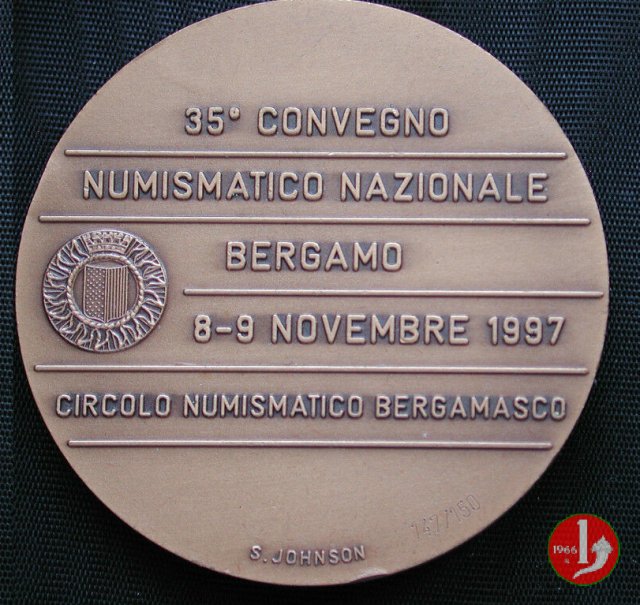 35° CONVEGNO
NUMISMATICO NAZIONALE
BERGAMO
8-9 NOVEMBRE 1997
CIRCOLO NUMISMATICO BERGAMASCO
147/150
S. JOHNSON
1966